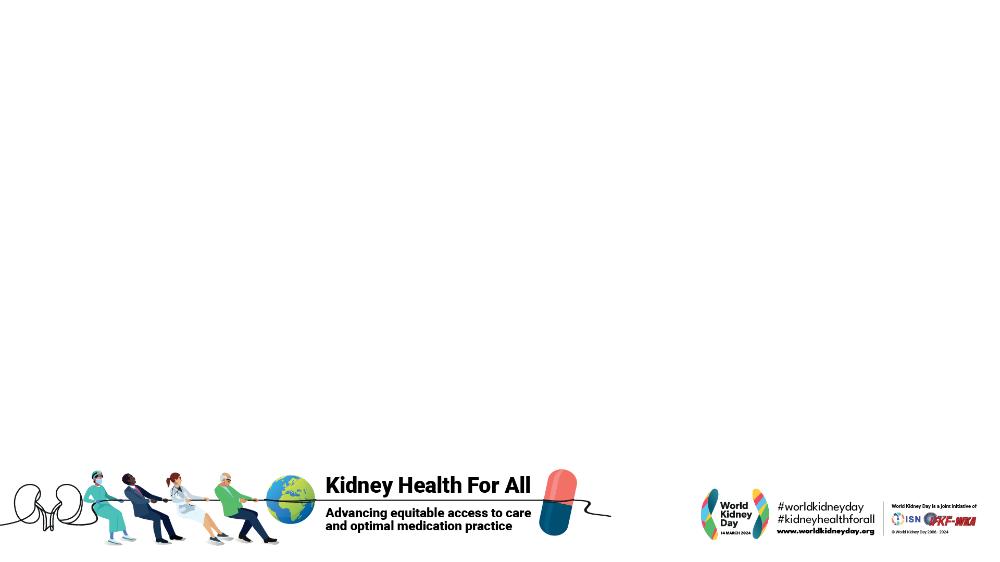 Kidney Health For All
Advancing equitable access to care
and optimal medication practice
World
Kidney
Day
14 MARCH 2024
#worldkidneyday
#kidneyhealthforall
www.worldkidneyday.org
World Kidney Day is a joint initiative of
ISN IFKF-WKA
© World Kidney Day 2006 - 2024